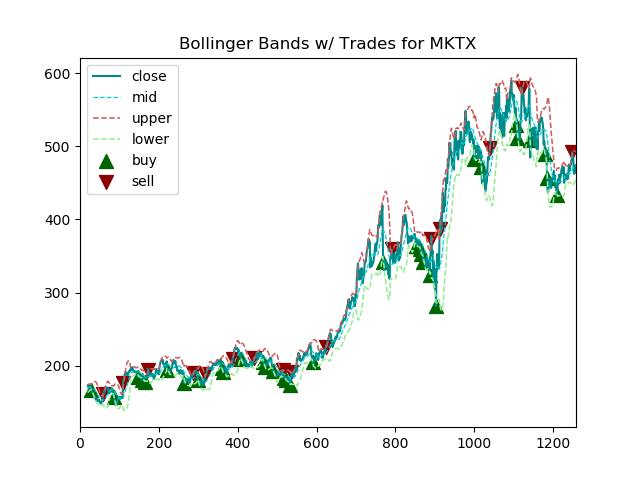 Bollinger Bands w/ Trades for MKTX
600
500
400
300
200
close
mid
upper
lower
buy
sell
0 200 400 600 800 1000 1200